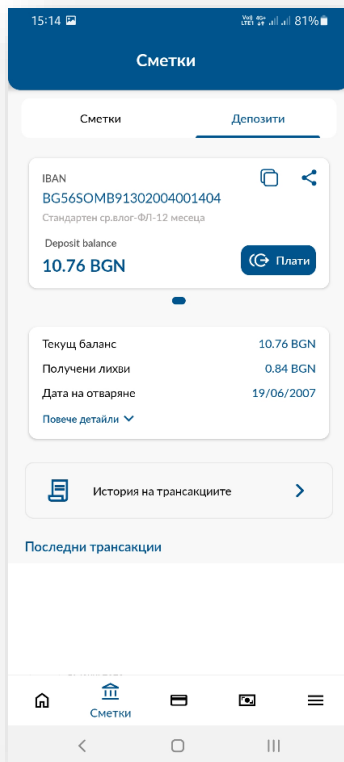 15:14
81%
Сметки
Сметки
Депозити
IBAN
BG56SOMB91302004001404
Стандартен ср.влог-ФЛ-12 месеца
Deposit balance
10.76 BGN
Плати
Текущ баланс 10.76 BGN
Получени лихви 0.84 BGN
Дата на отваряне 19/06/2007
Повече детайли
История на трансакциите
Последни трансакции
Сметки